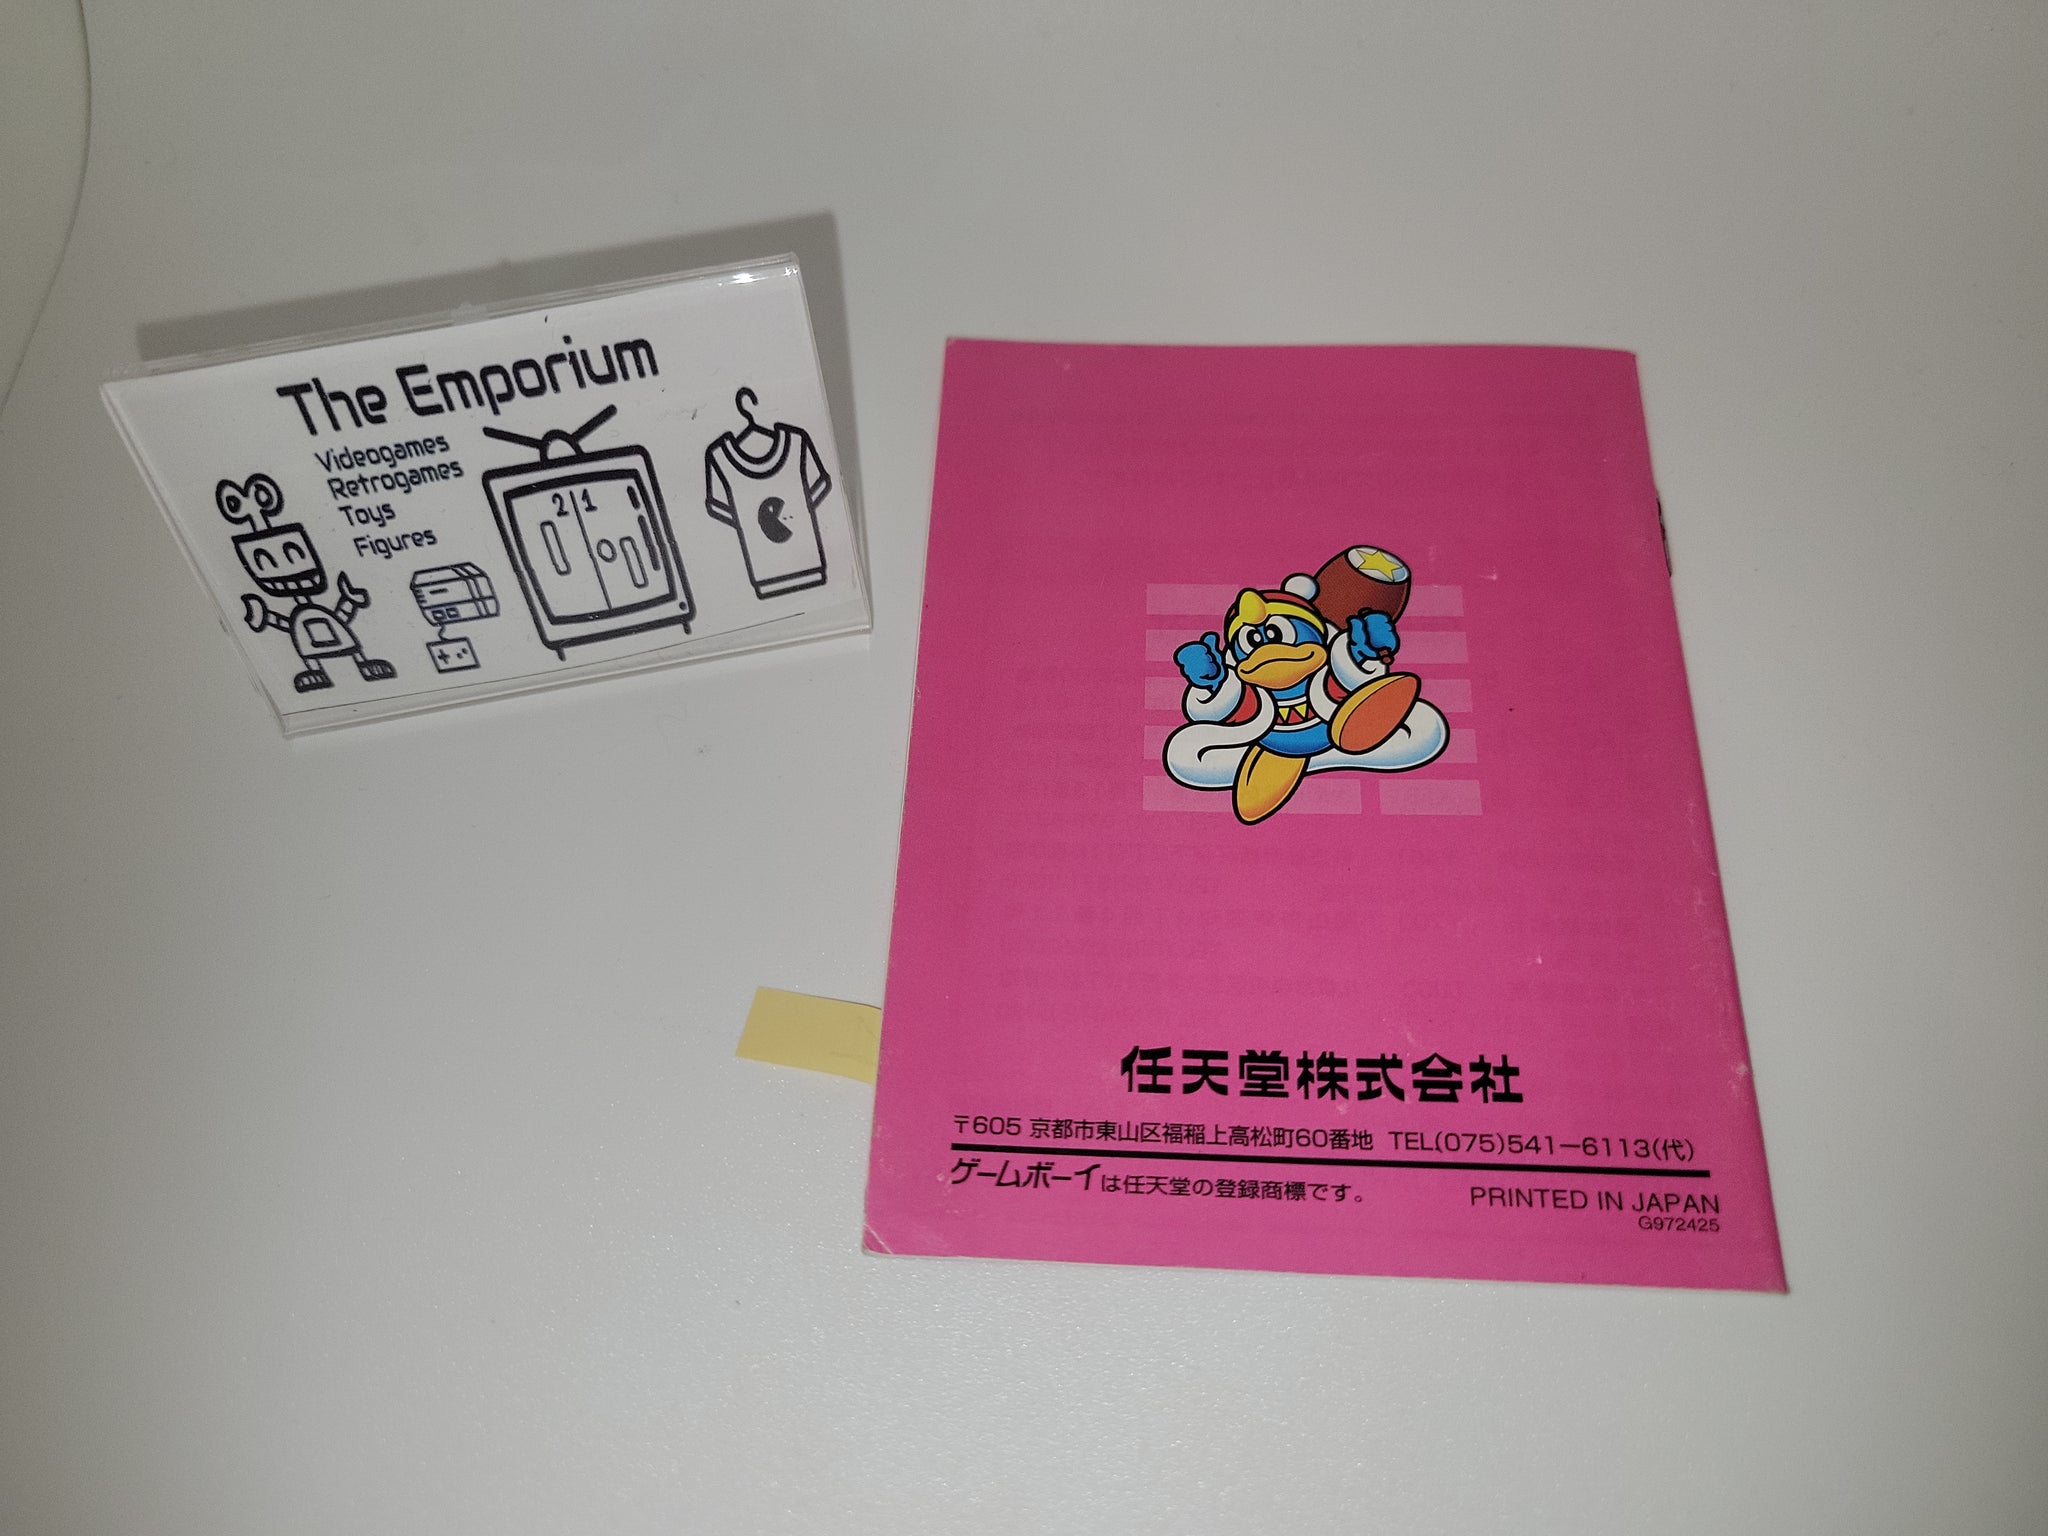 The Emporium
Videogames
Retrogames
Toys
Figures
2 1
任天堂株式会社
〒605 京都市東山区福稲上高松町60番地 TEL(075)541−6113(代)
ゲームボーイは任天堂の登録商標です。
PRINTED IN JAPAN
G972425